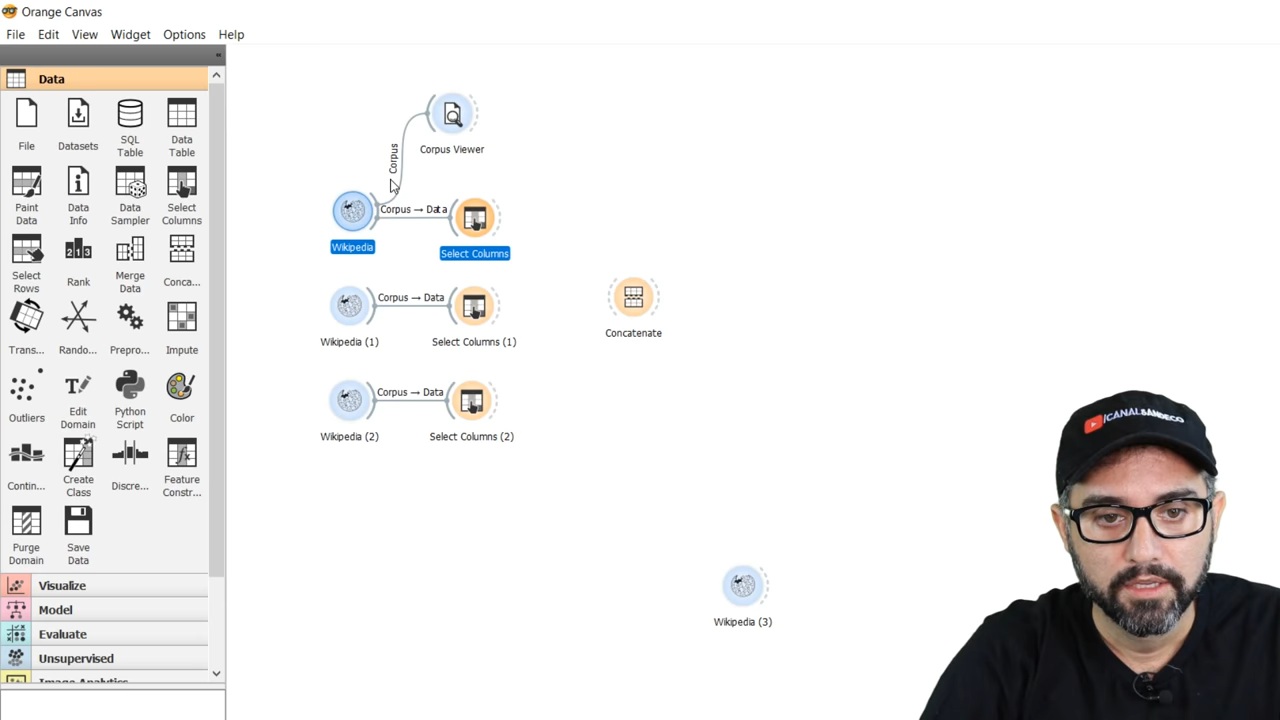 Orange Canvas
File Edit View Widget Options Help
Data
File Datasets SQL Table Data Table
Paint Data Data Info Data Sampler Select Columns
Select Rows Rank Merge Data Conca...
Trans... Rando... Prepro... Impute
Outliers Edit Domain Python Script Color
Contin... Create Class Discre... Feature Constr...
Purge Domain Save Data
Visualize
Model
Evaluate
Unsupervised
Image Analytics
Corpus Viewer
Corpus
Corpus → Data
Wikipedia
Select Columns
Corpus → Data
Wikipedia (1)
Select Columns (1)
Concatenate
Corpus → Data
Wikipedia (2)
Select Columns (2)
Wikipedia (3)
/CANALSANDECO